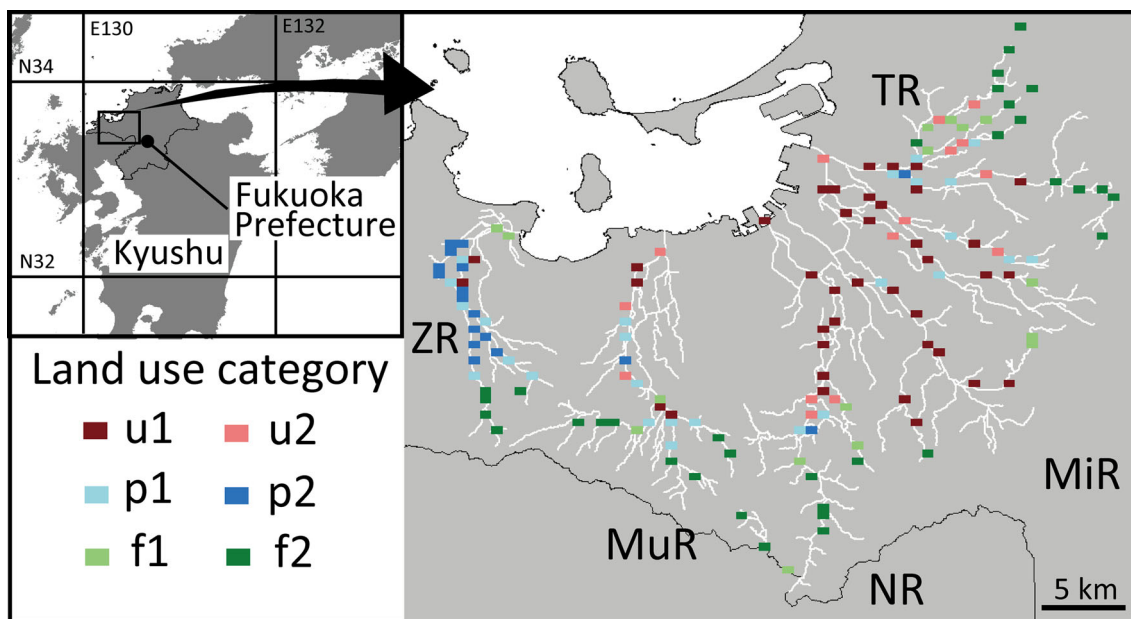 E130
E132
N34
N32
Fukuoka
Prefecture
Kyushu
Land use category
u1
u2
p1
p2
f1
f2
TR
ZR
MuR
NR
MiR
5 km